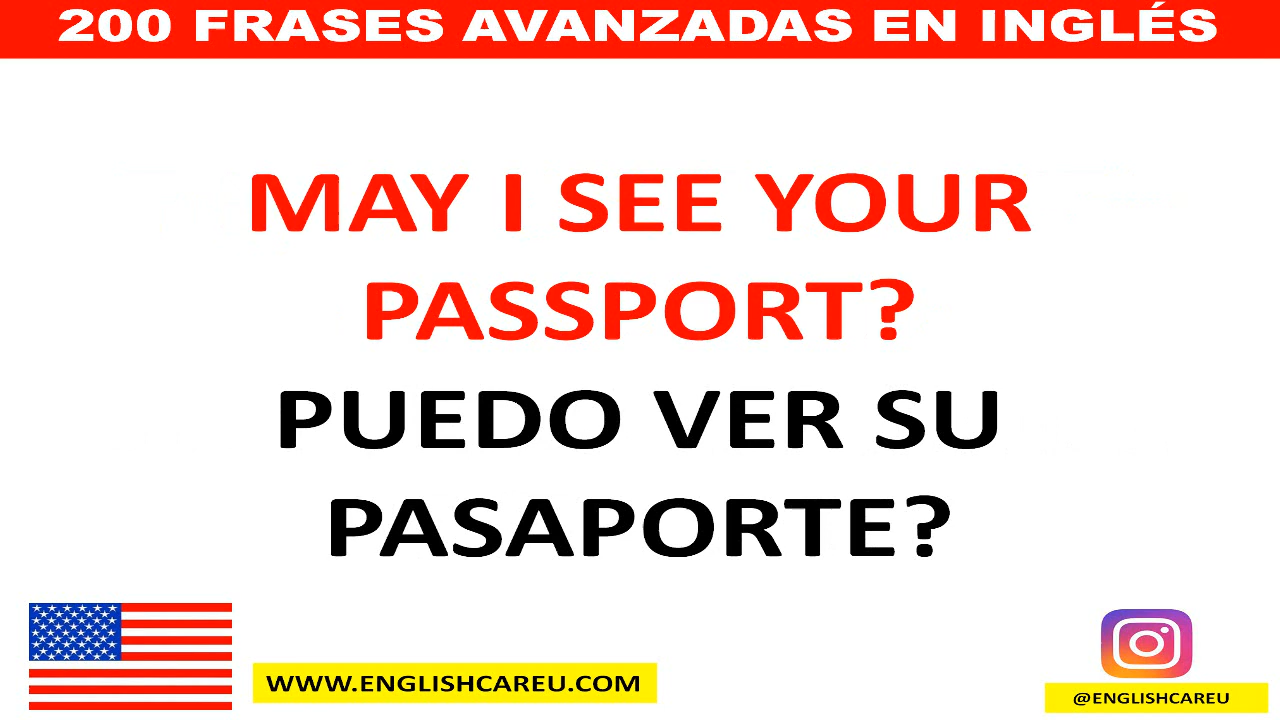 200 FRASES AVANZADAS EN INGLÉS
MAY I SEE YOUR
PASSPORT?
PUEDO VER SU
PASAPORTE?
WWW.ENGLISHCAREU.COM
@ENGLISHCAREU